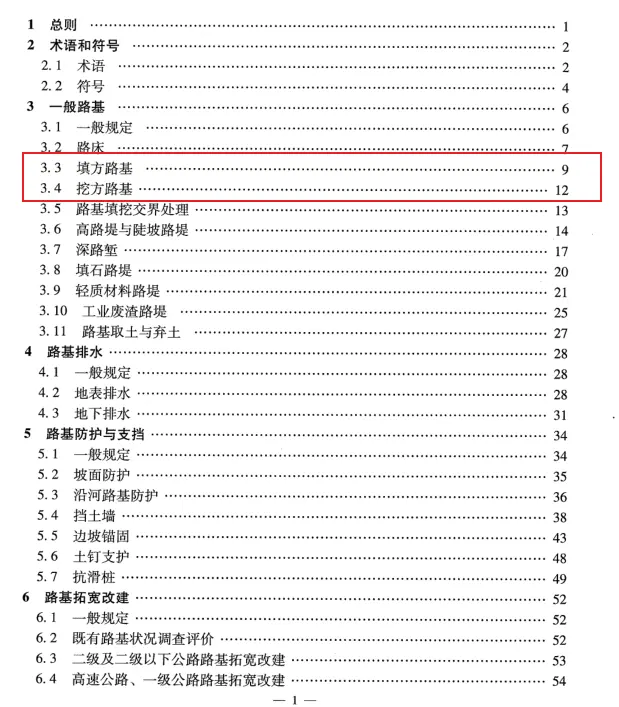 1 总则 ………… 1
2 术语和符号 ………… 2
2.1 术语 ………… 2
2.2 符号 ………… 4
3 一般路基 ………… 6
3.1 一般规定 ………… 6
3.2 路床 ………… 7
3.3 填方路基 ………… 9
3.4 挖方路基 ………… 12
3.5 路基填挖交界处理 ………… 13
3.6 高路堤与陡坡路堤 ………… 14
3.7 深路堑 ………… 17
3.8 填石路堤 ………… 20
3.9 轻质材料路堤 ………… 21
3.10 工业废渣路堤 ………… 25
3.11 路基取土与弃土 ………… 27
4 路基排水 ………… 28
4.1 一般规定 ………… 28
4.2 地表排水 ………… 28
4.3 地下排水 ………… 31
5 路基防护与支挡 ………… 34
5.1 一般规定 ………… 34
5.2 坡面防护 ………… 35
5.3 沿河路基防护 ………… 36
5.4 挡土墙 ………… 38
5.5 边坡锚固 ………… 43
5.6 土钉支护 ………… 48
5.7 抗滑桩 ………… 49
6 路基拓宽改建 ………… 52
6.1 一般规定 ………… 52
6.2 既有路基状况调查评价 ………… 52
6.3 二级及二级以下公路路基拓宽改建 ………… 53
6.4 高速公路、一级公路路基拓宽改建 ………… 54
— 1 —